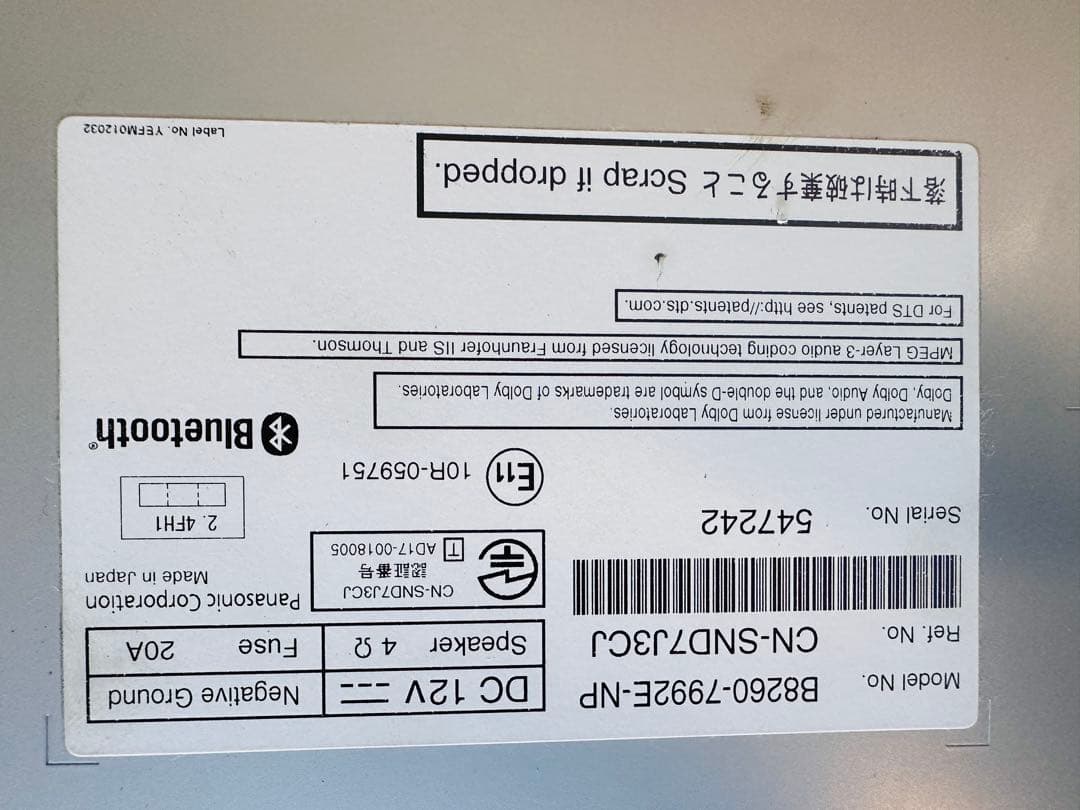 Model No. B8260-7992E-NP
Ref. No. CN-SND7J3CJ
Serial No. 547242
DC 12V Negative Ground
Speaker 4 Ω Fuse 20A
CN-SND7J3CJ
認証番号
T AD17-0018005
Panasonic Corporation
Made in Japan
E11 10R-059751
2.4FH1
Bluetooth®
Manufactured under license from Dolby Laboratories.
Dolby, Dolby Audio, and the double-D symbol are trademarks of Dolby Laboratories.
MPEG Layer-3 audio coding technology licensed from Fraunhofer IIS and Thomson.
For DTS patents, see http://patents.dts.com.
落下時は破棄すること Scrap if dropped.
Label No. YEFM012032